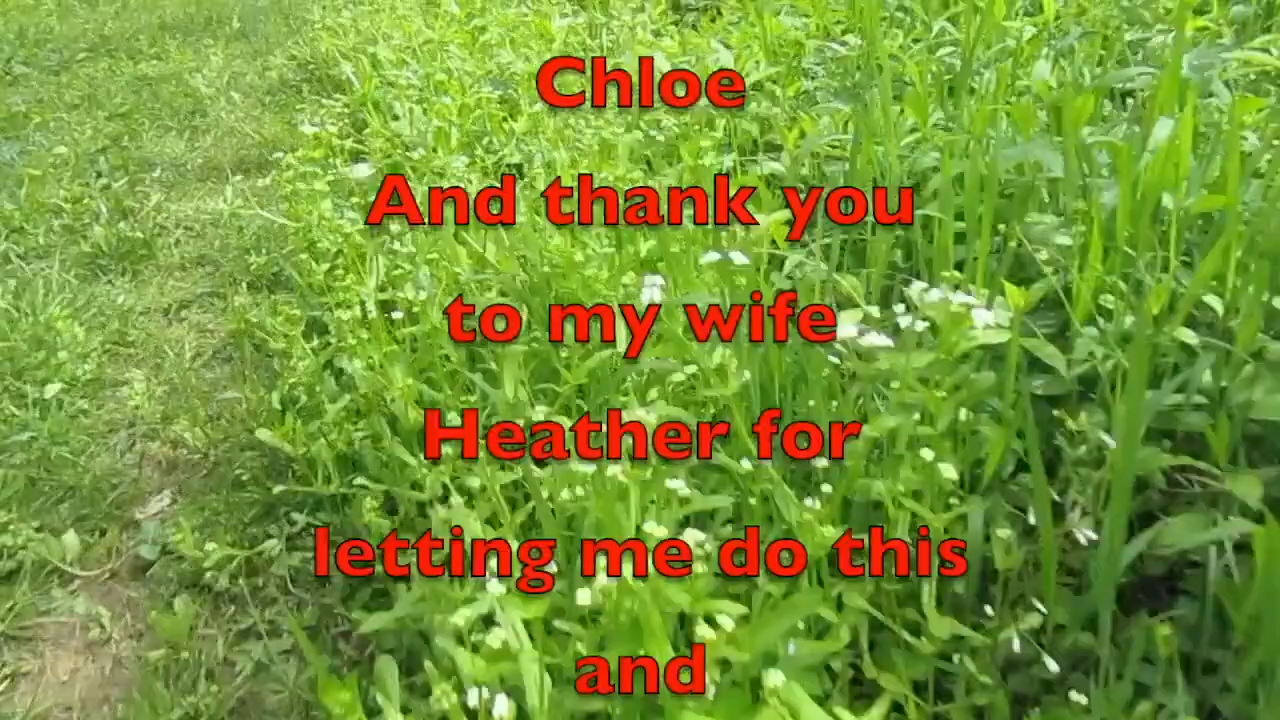 Chloe
And thank you
to my wife
Heather for
letting me do this
and